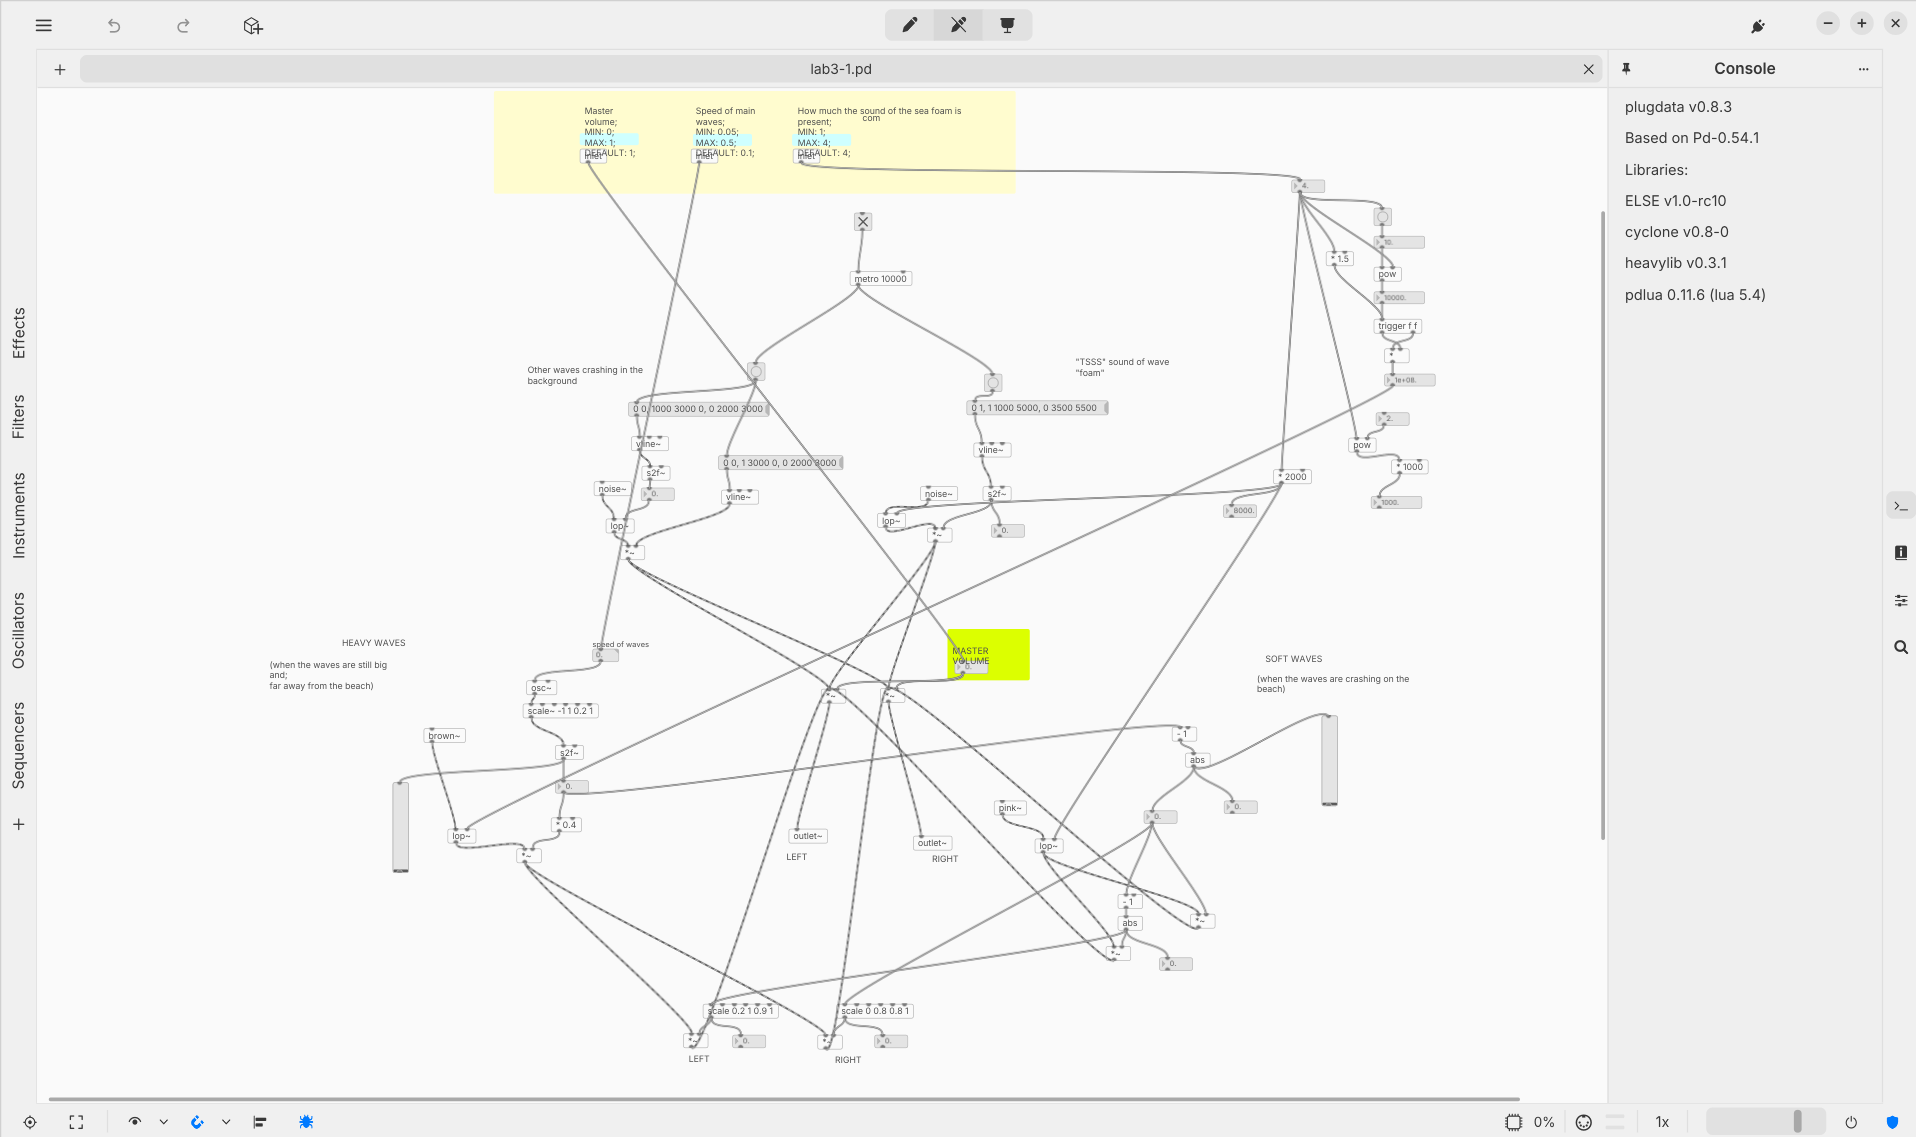 lab3-1.pd
Console
plugdata v0.8.3
Based on Pd-0.54.1
Libraries:
ELSE v1.0-rc10
cyclone v0.8-0
heavylib v0.3.1
pdlua 0.11.6 (lua 5.4)
Effects
Filters
Instruments
Oscillators
Sequencers
Master
volume;
MIN: 0;
MAX: 1;
DEFAULT: 1;
inlet
Speed of main
waves;
MIN: 0.05;
MAX: 0.5;
DEFAULT: 0.1;
inlet
How much the sound of the sea foam is
present;
com
MIN: 1;
MAX: 4;
DEFAULT: 4;
inlet
4.
10.
* 1.5
pow
10000.
trigger f f
*
1e+08.
2.
pow
* 1000
1000.
* 2000
8000.
metro 10000
Other waves crashing in the
background
"TSSS" sound of wave
"foam"
0 0, 1000 3000 0, 0 2000 3000
0 1, 1 1000 5000, 0 3500 5500
vline~
s2f~
0.
0 0, 1 3000 0, 0 2000 3000
vline~
noise~
lop~
*~
vline~
noise~
s2f~
lop~
*~
0.
HEAVY WAVES
(when the waves are still big
and;
far away from the beach)
speed of waves
0.
osc~
scale~ -1 1 0.2 1
brown~
s2f~
0.
* 0.4
lop~
*~
MASTER
VOLUME
0.
*~
*~
outlet~
LEFT
outlet~
RIGHT
SOFT WAVES
(when the waves are crashing on the
beach)
- 1
abs
0.
0.
pink~
lop~
- 1
abs
*~
*~
0.
scale 0.2 1 0.9 1
*~
0.
LEFT
scale 0 0.8 0.8 1
*~
0.
RIGHT
0%
1x